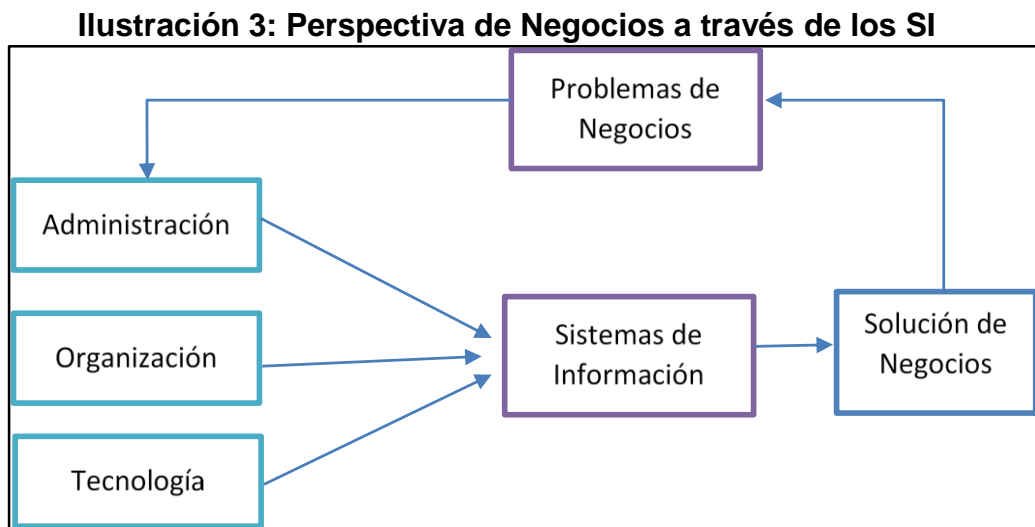 Ilustración 3: Perspectiva de Negocios a través de los SI
Problemas de
Negocios
Administración
Organización
Sistemas de
Información
Solución de
Negocios
Tecnología